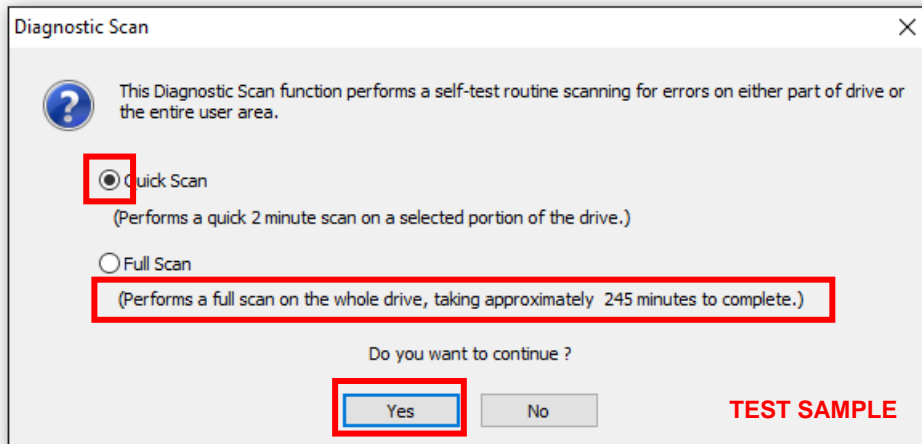 Diagnostic Scan
This Diagnostic Scan function performs a self-test routine scanning for errors on either part of drive or
the entire user area.
Quick Scan
(Performs a quick 2 minute scan on a selected portion of the drive.)
Full Scan
(Performs a full scan on the whole drive, taking approximately  245 minutes to complete.)
Do you want to continue ?
Yes No TEST SAMPLE